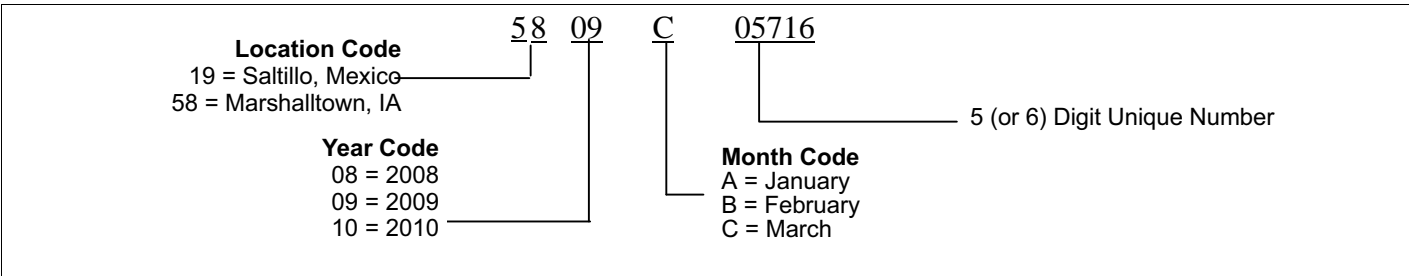 58 09 C 05716
Location Code
19 = Saltillo, Mexico
58 = Marshalltown, IA
5 (or 6) Digit Unique Number
Year Code
08 = 2008
09 = 2009
10 = 2010
Month Code
A = January
B = February
C = March